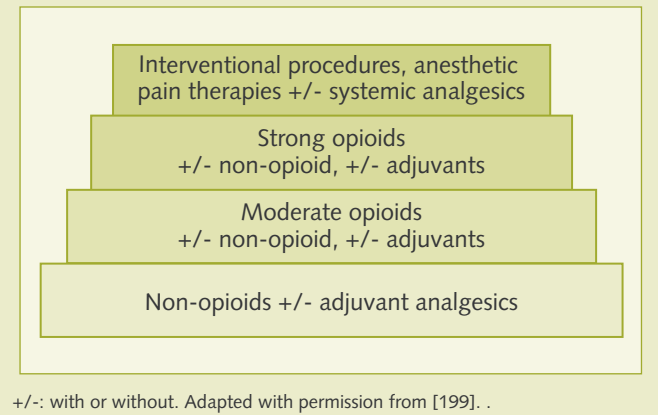 Interventional procedures, anesthetic
pain therapies +/- systemic analgesics
Strong opioids
+/- non-opioid, +/- adjuvants
Moderate opioids
+/- non-opioid, +/- adjuvants
Non-opioids +/- adjuvant analgesics
+/-: with or without. Adapted with permission from [199]. .